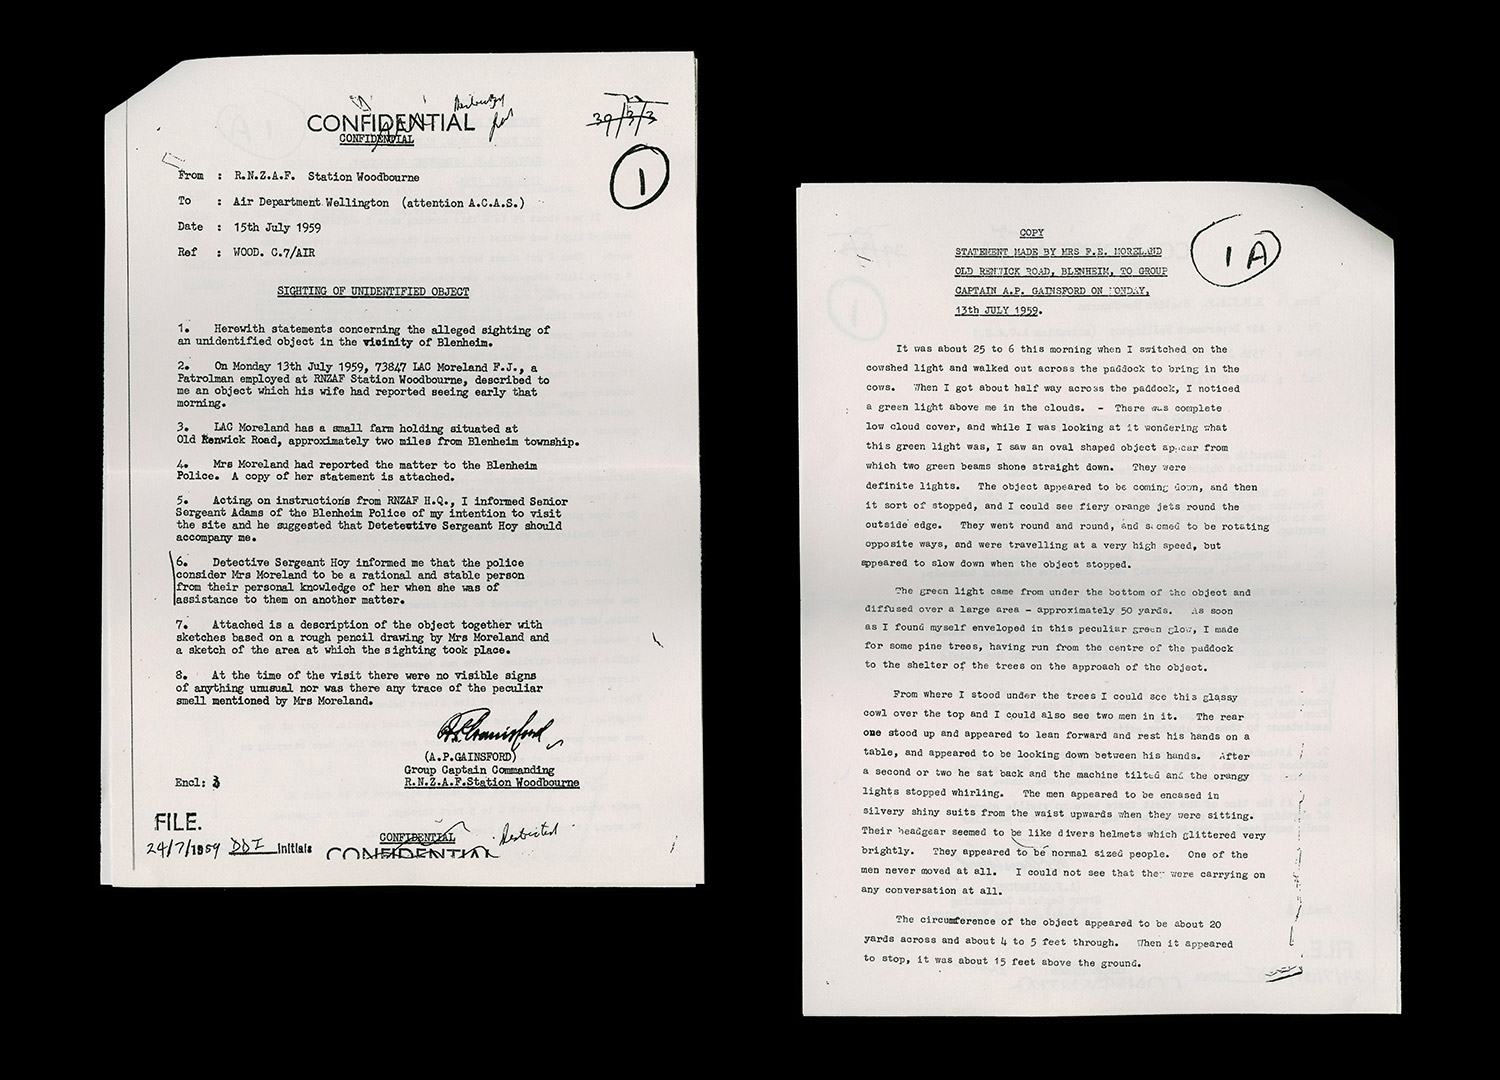 CONFIDENTIAL
CONFIDENTIAL
39/3/3
1
From : R.N.Z.A.F. Station Woodbourne
To : Air Department Wellington (attention A.C.A.S.)
Date : 15th July 1959
Ref : WOOD. C.7/AIR
SIGHTING OF UNIDENTIFIED OBJECT
1. Herewith statements concerning the alleged sighting of
an unidentified object in the vicinity of Blenheim.
2. On Monday 13th July 1959, 73847 LAC Moreland F.J., a
Patrolman employed at RNZAF Station Woodbourne, described to
me an object which his wife had reported seeing early that
morning.
3. LAC Moreland has a small farm holding situated at
Old Renwick Road, approximately two miles from Blenheim township.
4. Mrs Moreland had reported the matter to the Blenheim
Police. A copy of her statement is attached.
5. Acting on instructions from RNZAF H.Q., I informed Senior
Sergeant Adams of the Blenheim Police of my intention to visit
the site and he suggested that Detetective Sergeant Hoy should
accompany me.
6. Detective Sergeant Hoy informed me that the police
consider Mrs Moreland to be a rational and stable person
from their personal knowledge of her when she was of
assistance to them on another matter.
7. Attached is a description of the object together with
sketches based on a rough pencil drawing by Mrs Moreland and
a sketch of the area at which the sighting took place.
8. At the time of the visit there were no visible signs
of anything unusual nor was there any trace of the peculiar
smell mentioned by Mrs Moreland.
(A.P.GAINSFORD)
Group Captain Commanding
R.N.Z.A.F.Station Woodbourne
Encl: 3
FILE.
24/7/1959 DDI Initials
CONFIDENTIAL
Restricted
CONFIDENTIAL
COPY
STATEMENT MADE BY MRS F.E. MORELAND
OLD RENWICK ROAD, BLENHEIM, TO GROUP
CAPTAIN A.P. GAINSFORD ON MONDAY,
13th JULY 1959.
1A
It was about 25 to 6 this morning when I switched on the
cowshed light and walked out across the paddock to bring in the
cows. When I got about half way across the paddock, I noticed
a green light above me in the clouds. - There was complete
low cloud cover, and while I was looking at it wondering what
this green light was, I saw an oval shaped object appear from
which two green beams shone straight down. They were
definite lights. The object appeared to be coming down, and then
it sort of stopped, and I could see fiery orange jets round the
outside edge. They went round and round, and seemed to be rotating
opposite ways, and were travelling at a very high speed, but
appeared to slow down when the object stopped.
The green light came from under the bottom of the object and
diffused over a large area - approximately 50 yards. As soon
as I found myself enveloped in this peculiar green glow, I made
for some pine trees, having run from the centre of the paddock
to the shelter of the trees on the approach of the object.
From where I stood under the trees I could see this glassy
cowl over the top and I could also see two men in it. The rear
one stood up and appeared to lean forward and rest his hands on a
table, and appeared to be looking down between his hands. After
a second or two he sat back and the machine tilted and the orangy
lights stopped whirling. The men appeared to be encased in
silvery shiny suits from the waist upwards when they were sitting.
Their headgear seemed to be like divers helmets which glittered very
brightly. They appeared to be normal sized people. One of the
men never moved at all. I could not see that they were carrying on
any conversation at all.
The circumference of the object appeared to be about 20
yards across and about 4 to 5 feet through. When it appeared
to stop, it was about 15 feet above the ground.